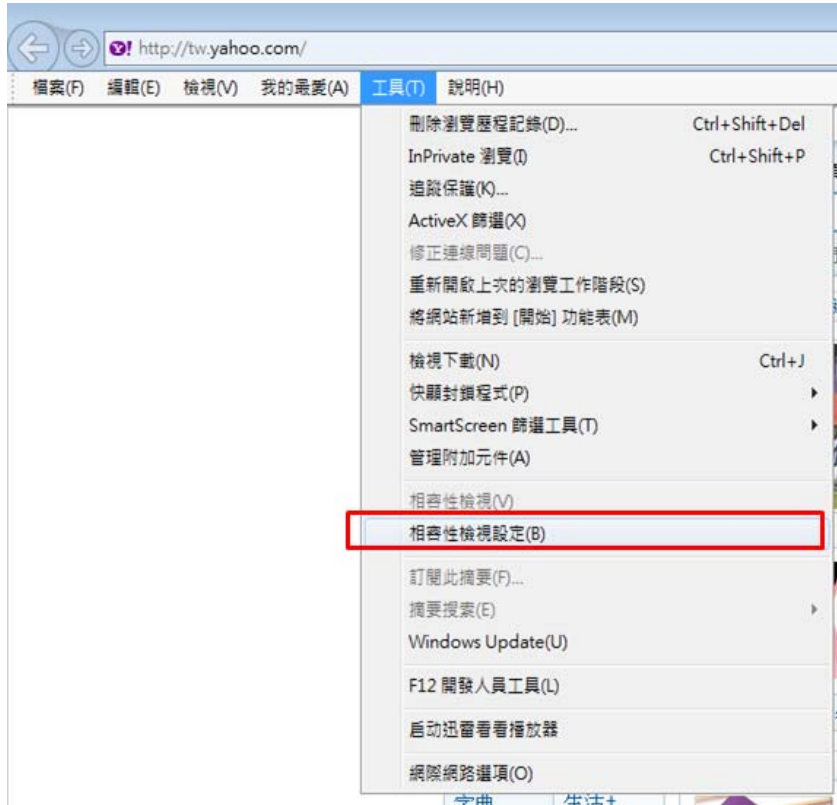 http://tw.yahoo.com/
檔案(F) 編輯(E) 檢視(V) 我的最愛(A) 工具(T) 說明(H)
刪除瀏覽歷程記錄(D)... Ctrl+Shift+Del
InPrivate 瀏覽(I) Ctrl+Shift+P
追蹤保護(K)...
ActiveX 篩選(X)
修正連線問題(C)...
重新開啟上次的瀏覽工作階段(S)
將網站新增到 [開始] 功能表(M)
檢視下載(N) Ctrl+J
快顯封鎖程式(P)
SmartScreen 篩選工具(T)
管理附加元件(A)
相容性檢視(V)
相容性檢視設定(B)
訂閱此摘要(F)...
摘要搜索(E)
Windows Update(U)
F12 開發人員工具(L)
启动迅雷看看播放器
網際網路選項(O)
字典 生活+